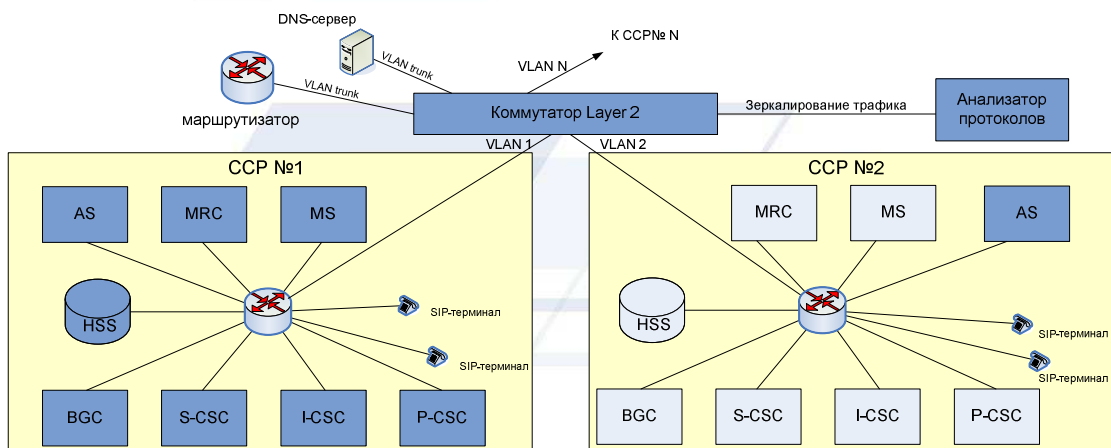 DNS-сервер
К ССР№ N
VLAN trunk
VLAN N
VLAN trunk
маршрутизатор
Коммутатор Layer 2
Зеркалирование трафика
Анализатор
протоколов
VLAN 1
VLAN 2
ССР №1
AS
MRC
MS
HSS
SIP-терминал
SIP-терминал
BGC
S-CSC
I-CSC
P-CSC
ССР №2
MRC
MS
AS
HSS
SIP-терминал
SIP-терминал
BGC
S-CSC
I-CSC
P-CSC